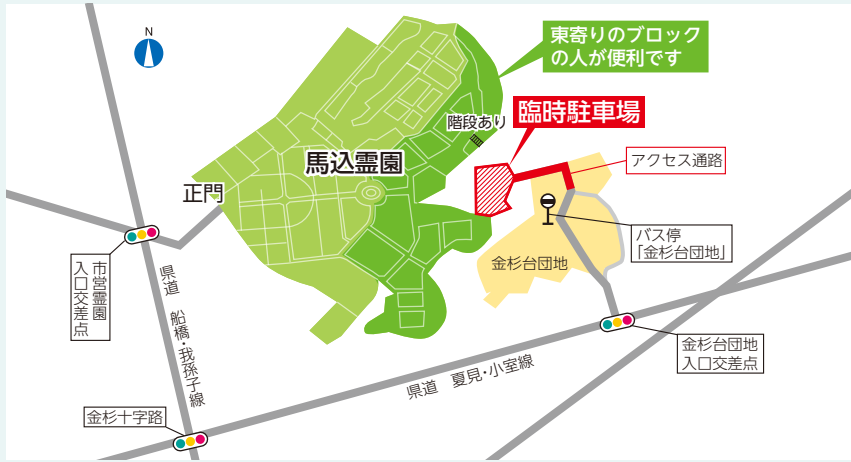 N
東寄りのブロック
の人が便利です
臨時駐車場
階段あり
馬込霊園
アクセス通路
正門
バス停
「金杉台団地」
金杉台団地
市営霊園
入口交差点
県道 船橋・我孫子線
金杉台団地
入口交差点
県道 夏見・小室線
金杉十字路